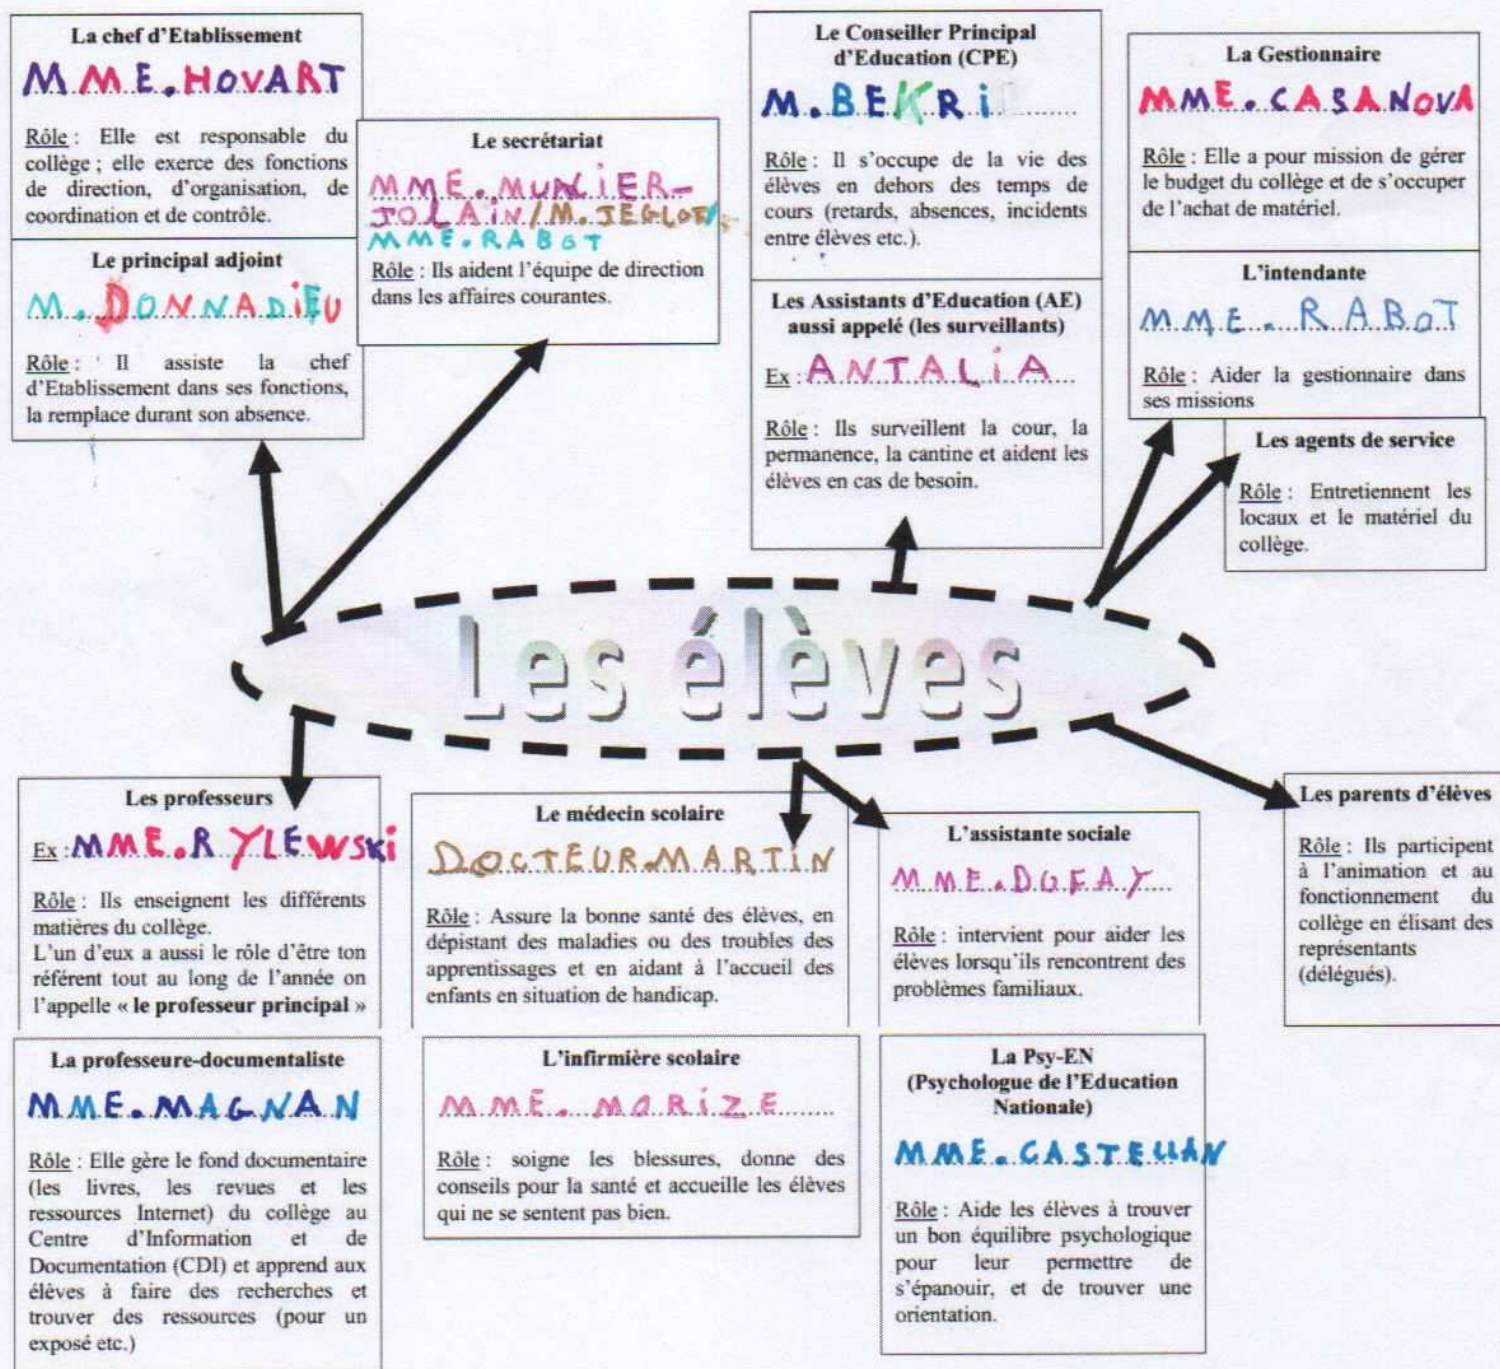 La chef d'Etablissement
MME.HOVART
Rôle : Elle est responsable du
collège ; elle exerce des fonctions
de direction, d'organisation, de
coordination et de contrôle.
Le principal adjoint
M.DONNADiEU
Rôle : Il assiste la chef
d'Etablissement dans ses fonctions,
la remplace durant son absence.
Le secrétariat
MME.MUNiER-
JOLAiN/M.JEGLOT/
MME.RABOT
Rôle : Ils aident l'équipe de direction
dans les affaires courantes.
Le Conseiller Principal
d'Education (CPE)
M.BEKRi
Rôle : Il s'occupe de la vie des
élèves en dehors des temps de
cours (retards, absences, incidents
entre élèves etc.).
Les Assistants d'Education (AE)
aussi appelé (les surveillants)
Ex : ANTALiA
Rôle : Ils surveillent la cour, la
permanence, la cantine et aident les
élèves en cas de besoin.
La Gestionnaire
MME.CASANOVA
Rôle : Elle a pour mission de gérer
le budget du collège et de s'occuper
de l'achat de matériel.
L'intendante
MME.RABOT
Rôle : Aider la gestionnaire dans
ses missions
Les agents de service
Rôle : Entretiennent les
locaux et le matériel du
collège.
Les élèves
Les professeurs
Ex : MME.RYLEWSKi
Rôle : Ils enseignent les différents
matières du collège.
L'un d'eux a aussi le rôle d'être ton
référent tout au long de l'année on
l'appelle « le professeur principal »
Le médecin scolaire
DOCTEUR.MARTiN
Rôle : Assure la bonne santé des élèves, en
dépistant des maladies ou des troubles des
apprentissages et en aidant à l'accueil des
enfants en situation de handicap.
L'assistante sociale
MME.DUFAY
Rôle : intervient pour aider les
élèves lorsqu'ils rencontrent des
problèmes familiaux.
Les parents d'élèves
Rôle : Ils participent
à l'animation et au
fonctionnement du
collège en élisant des
représentants
(délégués).
La professeure-documentaliste
MME.MAGNAN
Rôle : Elle gère le fond documentaire
(les livres, les revues et les
ressources Internet) du collège au
Centre d'Information et de
Documentation (CDI) et apprend aux
élèves à faire des recherches et
trouver des ressources (pour un
exposé etc.)
L'infirmière scolaire
MME.MORiZE
Rôle : soigne les blessures, donne des
conseils pour la santé et accueille les élèves
qui ne se sentent pas bien.
La Psy-EN
(Psychologue de l'Education
Nationale)
MME.CASTELLAN
Rôle : Aide les élèves à trouver
un bon équilibre psychologique
pour leur permettre de
s'épanouir, et de trouver une
orientation.